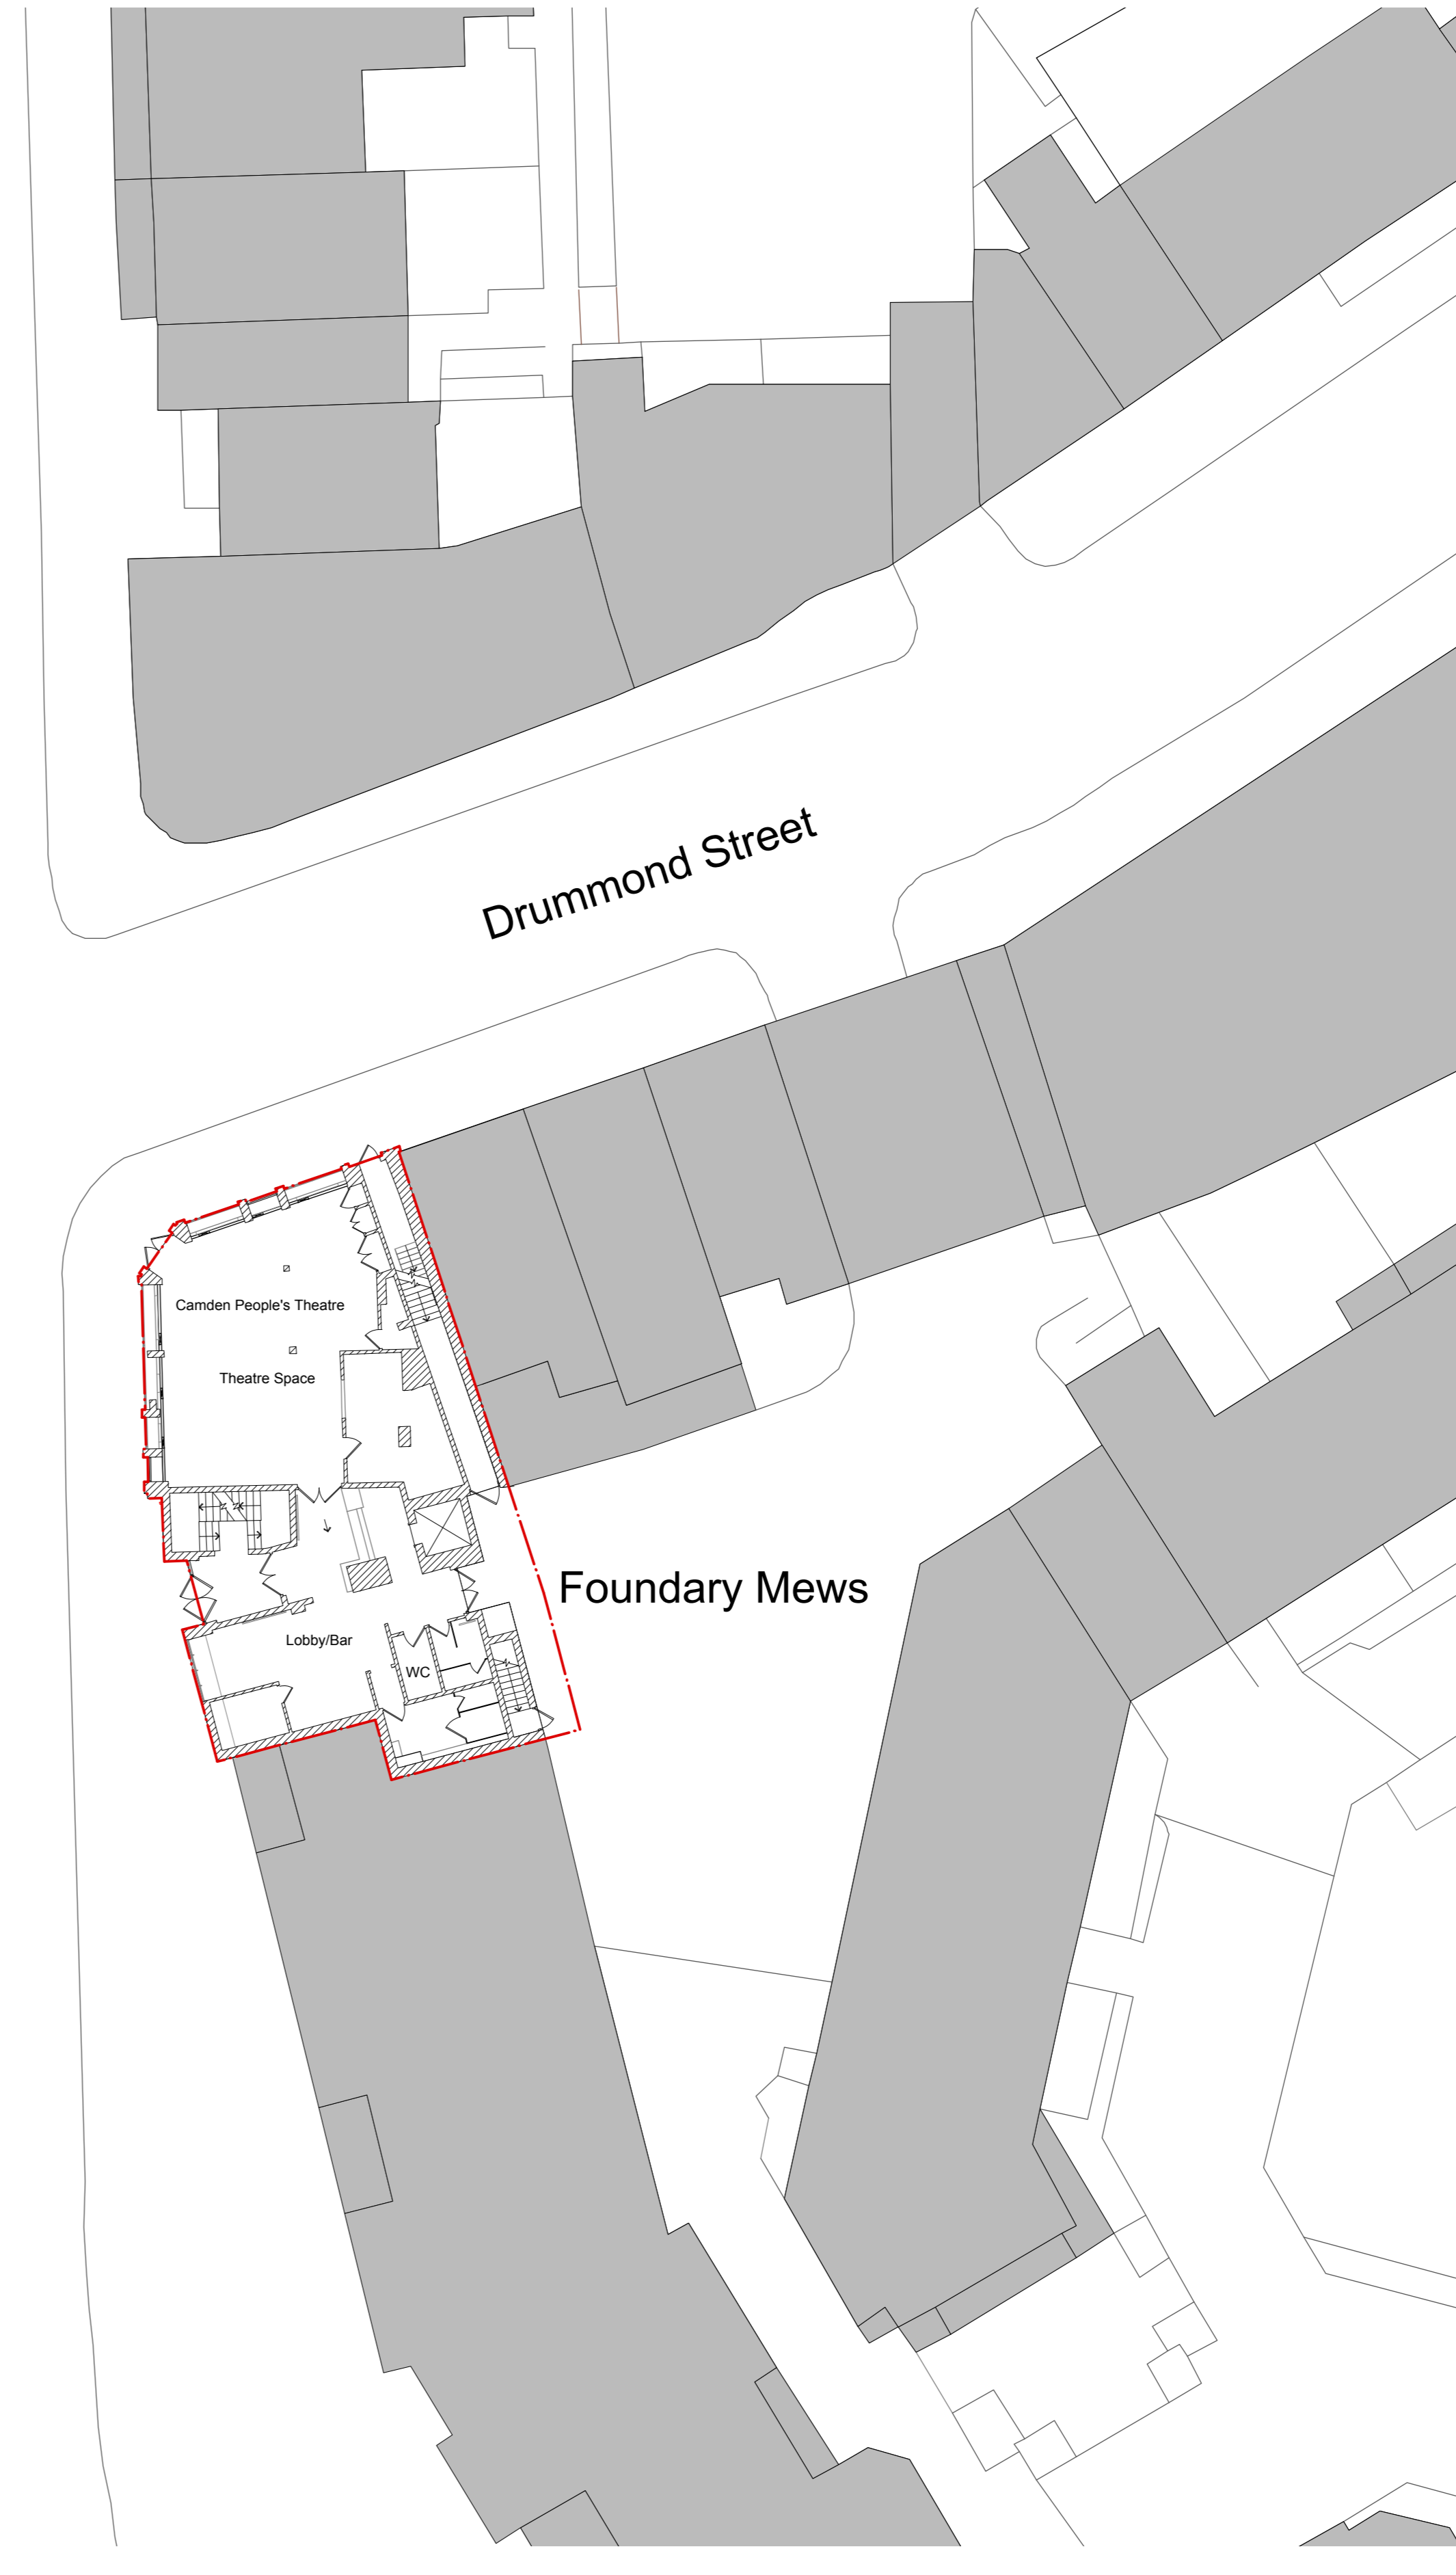 Drummond Street
Camden People's Theatre
Theatre Space
Foundary Mews
Lobby/Bar
WC